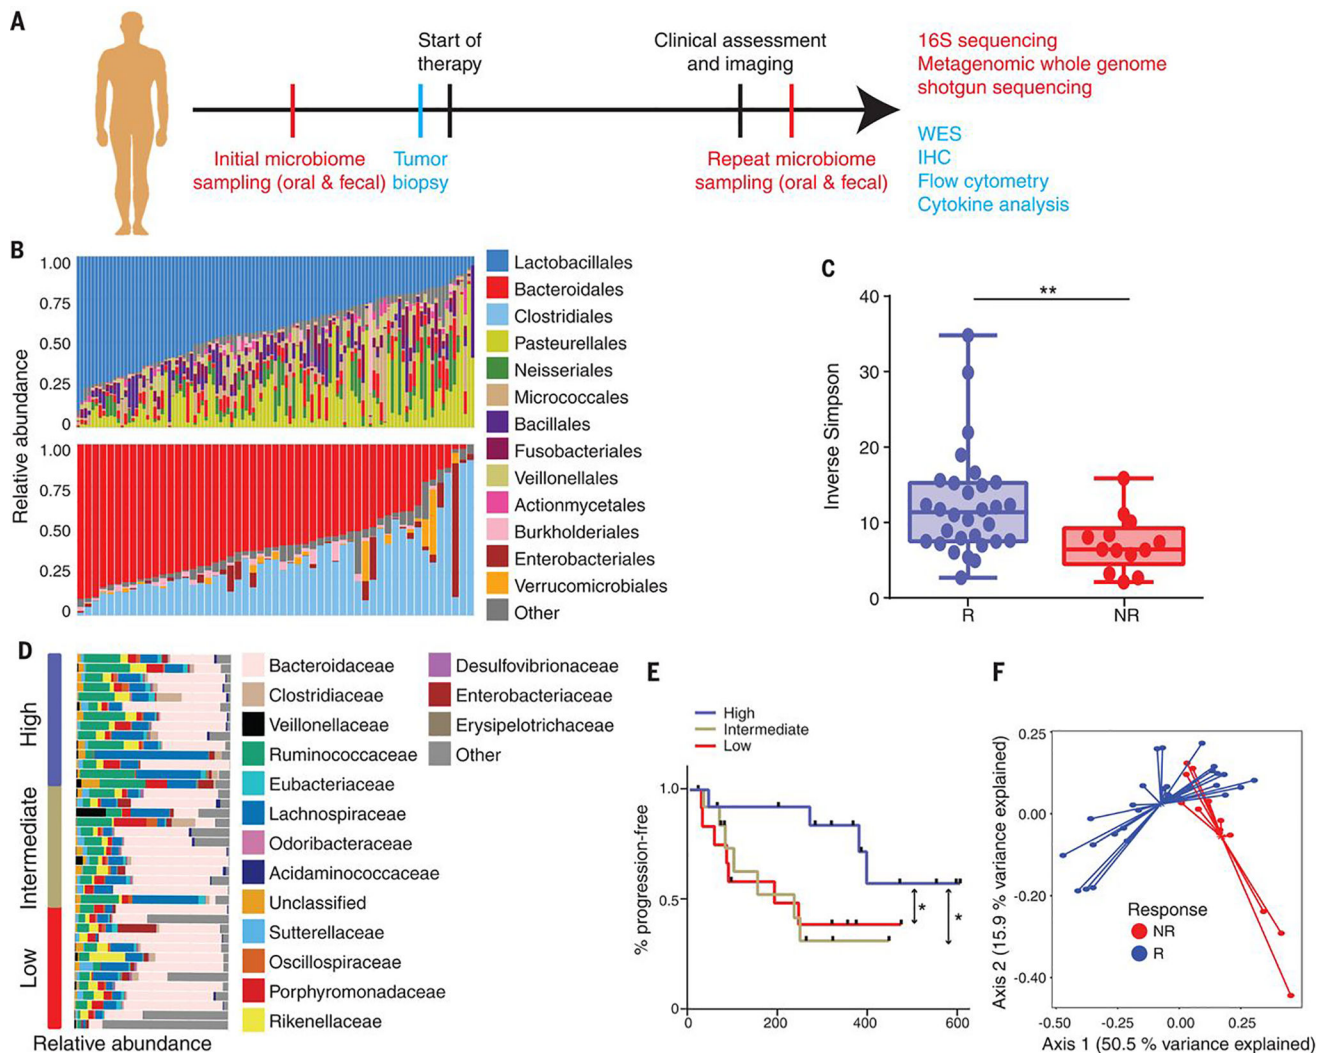 A
Start of
therapy
Clinical assessment
and imaging
Initial microbiome
sampling (oral & fecal)
Tumor
biopsy
Repeat microbiome
sampling (oral & fecal)
16S sequencing
Metagenomic whole genome
shotgun sequencing
WES
IHC
Flow cytometry
Cytokine analysis
B
Relative abundance
1.00
0.75
0.50
0.25
0
1.00
0.75
0.50
0.25
0
Lactobacillales
Bacteroidales
Clostridiales
Pasteurellales
Neisseriales
Micrococcales
Bacillales
Fusobacteriales
Veillonellales
Actionmycetales
Burkholderiales
Enterobacteriales
Verrucomicrobiales
Other
C
Inverse Simpson
40
30
20
10
0
**
R
NR
D
High
Intermediate
Low
Relative abundance
Bacteroidaceae
Clostridiaceae
Veillonellaceae
Ruminococcaceae
Eubacteriaceae
Lachnospiraceae
Odoribacteraceae
Acidaminococcaceae
Unclassified
Sutterellaceae
Oscillospiraceae
Porphyromonadaceae
Rikenellaceae
Desulfovibrionaceae
Enterobacteriaceae
Erysipelotrichaceae
Other
E
High
Intermediate
Low
% progression-free
1.0
0.5
0
*
*
0
200
400
600
F
Axis 2 (15.9 % variance explained)
0.25
0.00
-0.20
-0.40
Response
NR
R
-0.50
-0.25
0.00
0.25
Axis 1 (50.5 % variance explained)